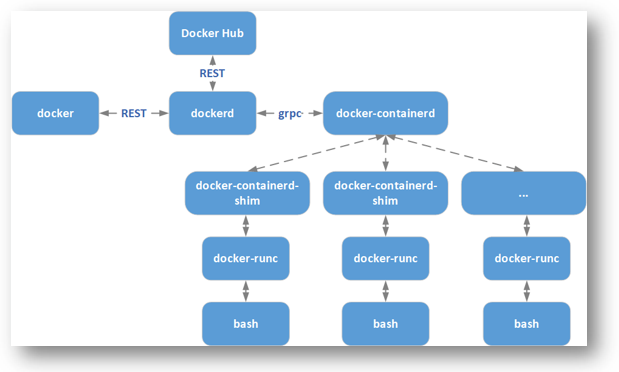 Docker Hub
REST
docker
REST
dockerd
grpc
docker-containerd
docker-containerd-
shim
docker-containerd-
shim
...
docker-runc
docker-runc
docker-runc
bash
bash
bash